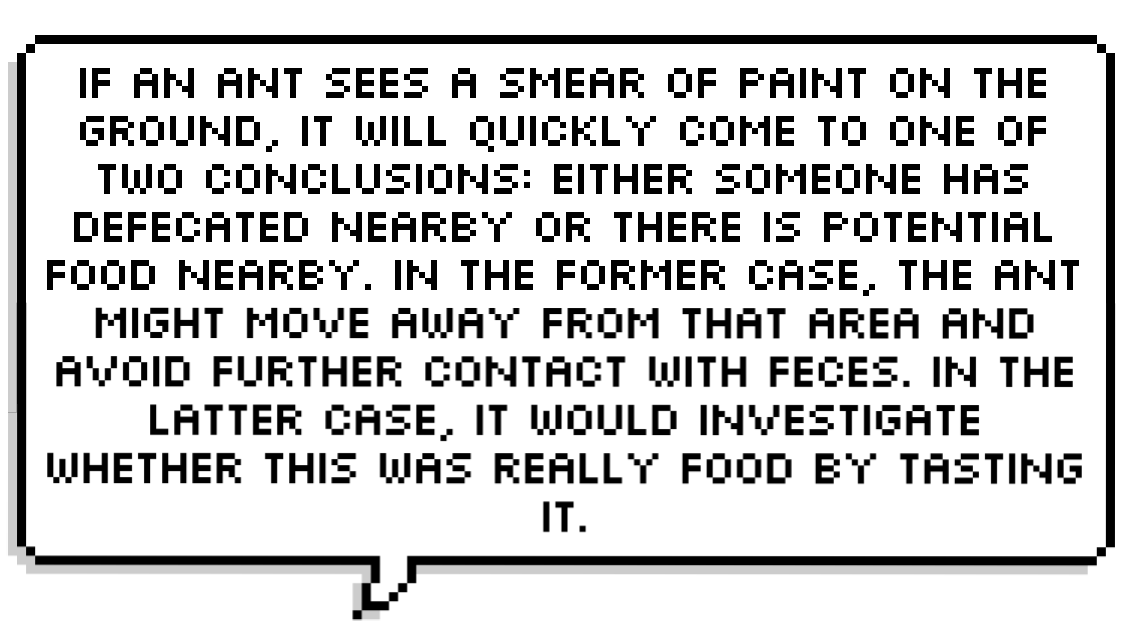 IF AN ANT SEES A SMEAR OF PAINT ON THE
GROUND, IT WILL QUICKLY COME TO ONE OF
TWO CONCLUSIONS: EITHER SOMEONE HAS
DEFECATED NEARBY OR THERE IS POTENTIAL
FOOD NEARBY. IN THE FORMER CASE, THE ANT
MIGHT MOVE AWAY FROM THAT AREA AND
AVOID FURTHER CONTACT WITH FECES. IN THE
LATTER CASE, IT WOULD INVESTIGATE
WHETHER THIS WAS REALLY FOOD BY TASTING
IT.